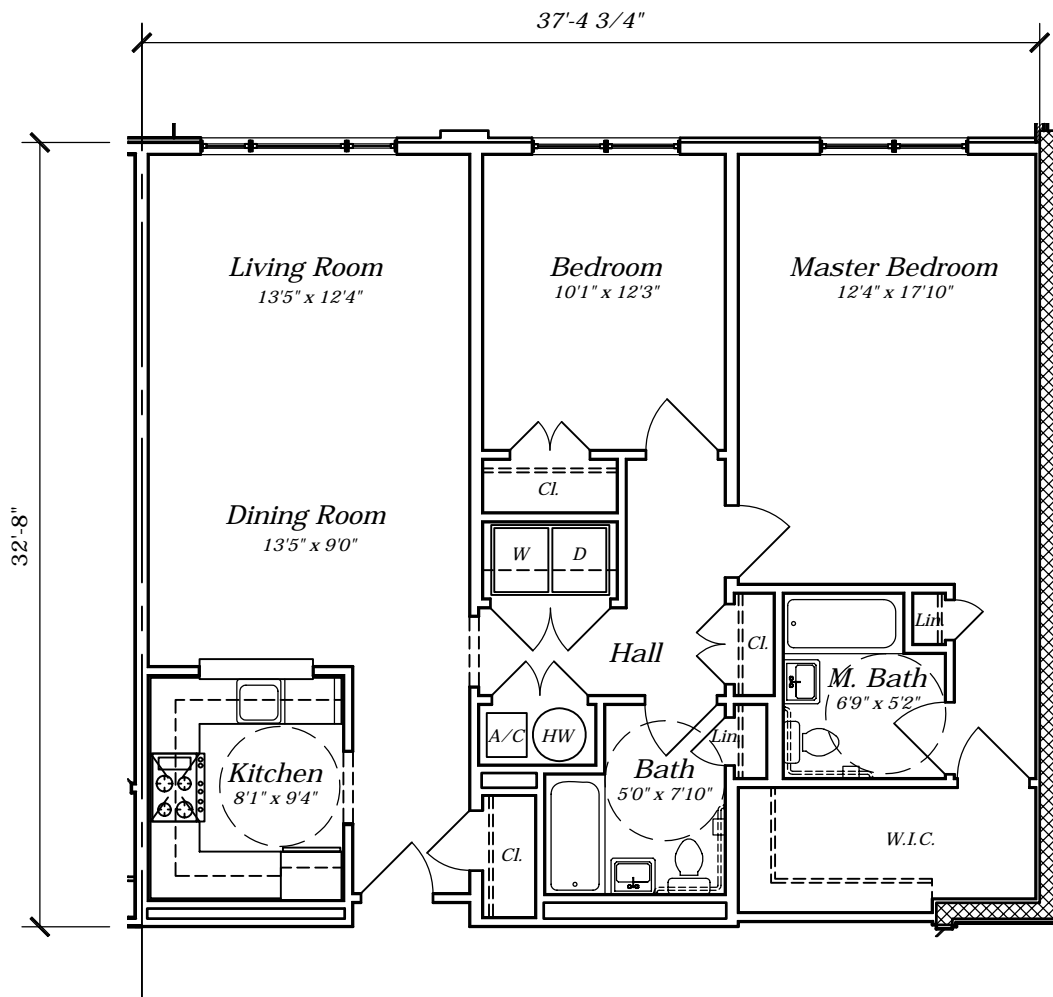 37'-4 3/4"
32'-8"
Living Room
13'5" x 12'4"
Bedroom
10'1" x 12'3"
Master Bedroom
12'4" x 17'10"
Cl.
Dining Room
13'5" x 9'0"
W
D
Lin.
Hall
Cl.
M. Bath
6'9" x 5'2"
A/C
HW
Lin.
Kitchen
8'1" x 9'4"
Bath
5'0" x 7'10"
Cl.
W.I.C.